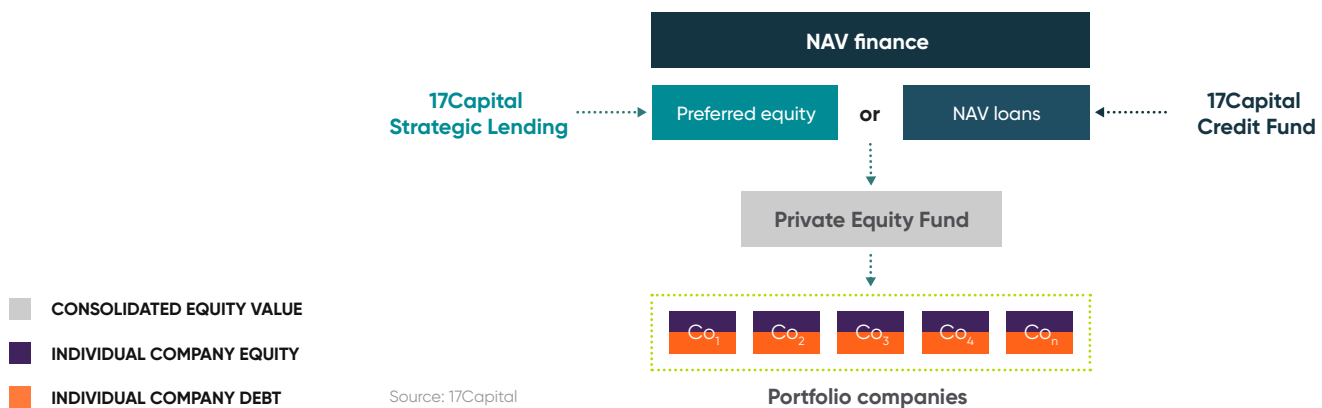 NAV finance
17Capital
Strategic Lending
Preferred equity
or
NAV loans
17Capital
Credit Fund
Private Equity Fund
CONSOLIDATED EQUITY VALUE
INDIVIDUAL COMPANY EQUITY
INDIVIDUAL COMPANY DEBT
Co₁ Co₂ Co₃ Co₄ Coₙ
Source: 17Capital
Portfolio companies